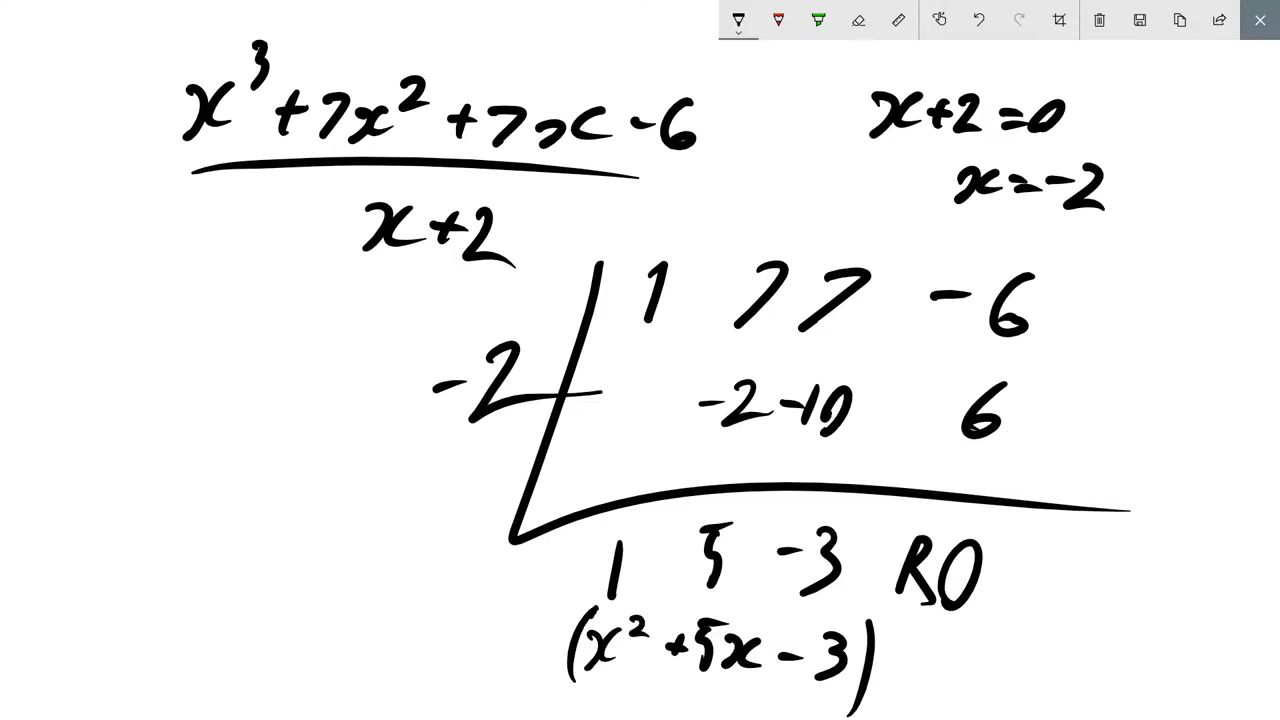 x³ + 7x² + 7x - 6
x + 2
x + 2 = 0
x = -2
-2
1 7 7 - 6
-2 -10 6
1 5 -3 R0
(x² + 5x - 3)